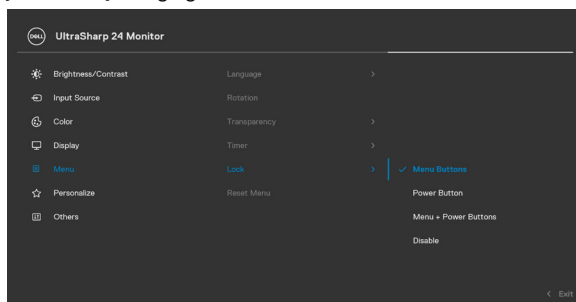 DELL
UltraSharp 24 Monitor
Brightness/Contrast
Language
Input Source
Rotation
Color
Transparency
Display
Timer
Menu
Lock
Menu Buttons
Personalize
Reset Menu
Power Button
Others
Menu + Power Buttons
Disable
Exit